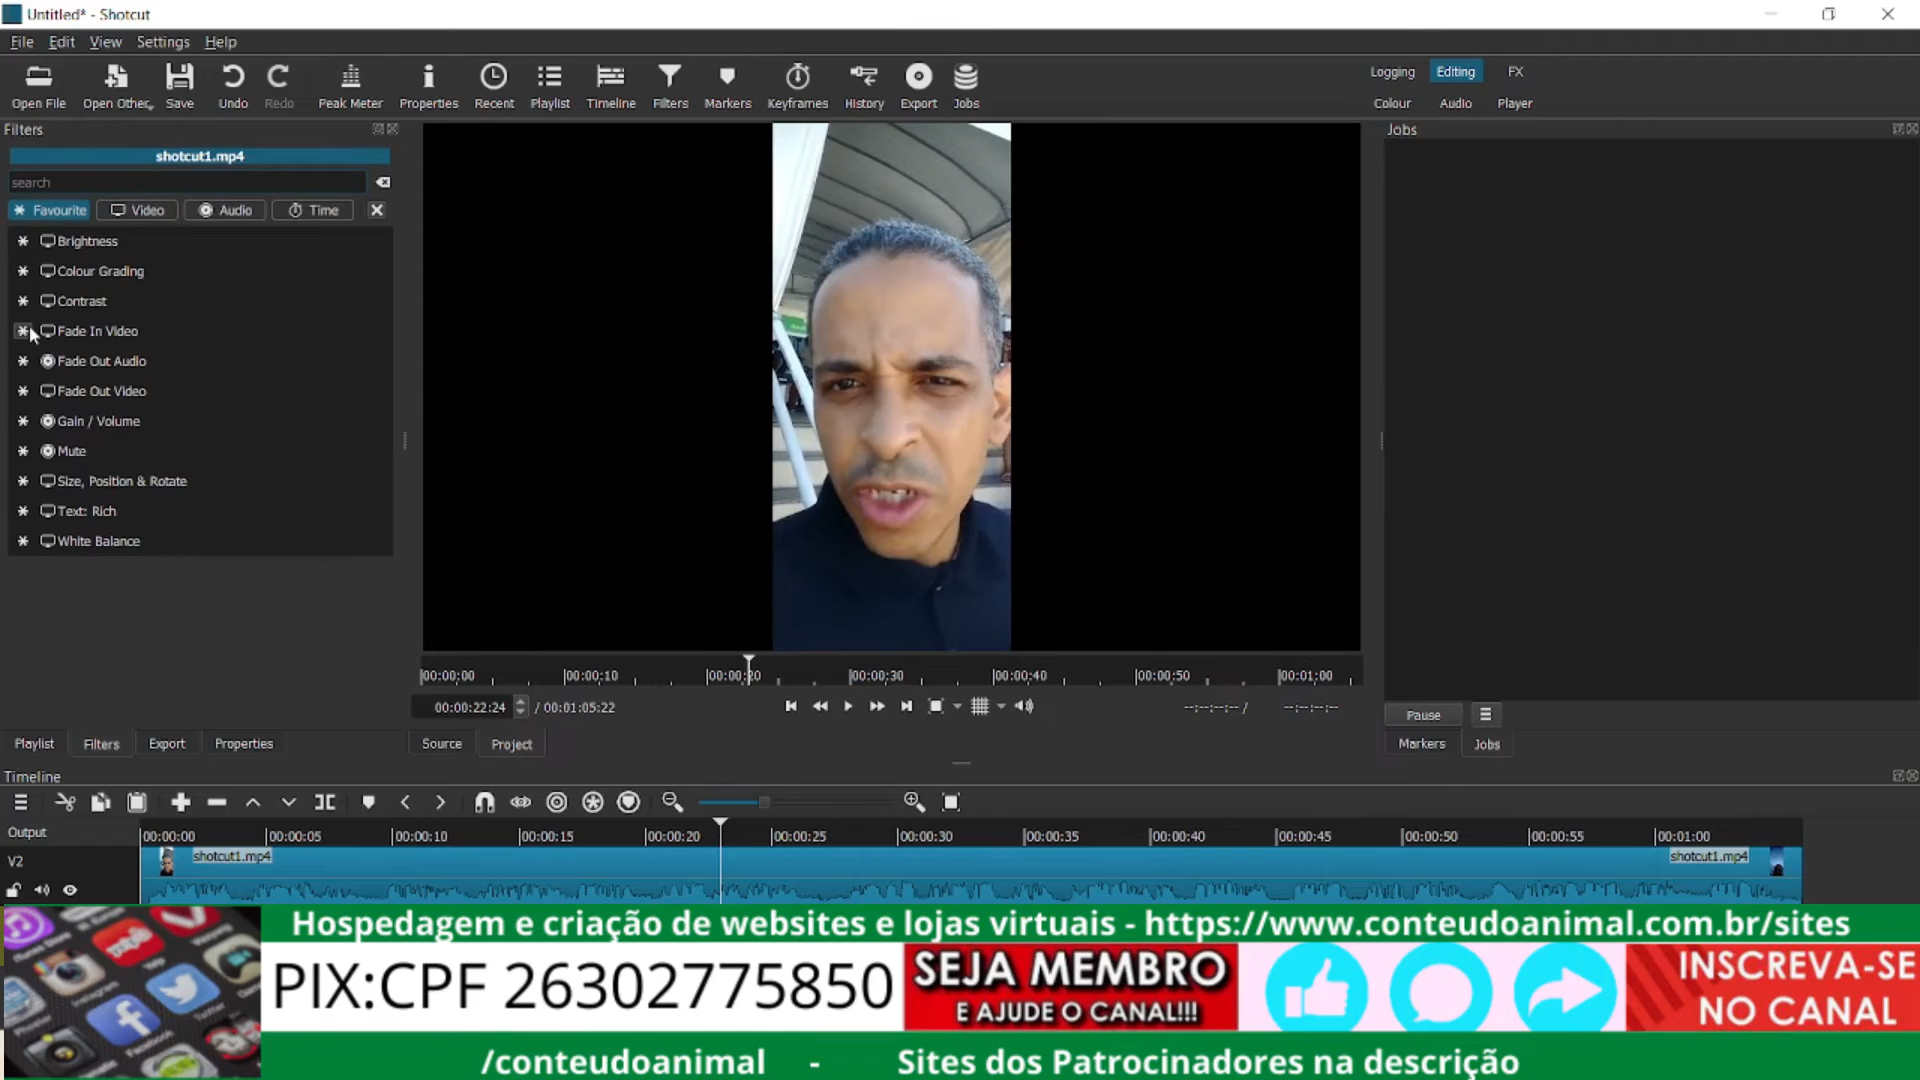 Untitled* - Shotcut
File Edit View Settings Help
Open File Open Other... Save Undo Redo Peak Meter Properties Recent Playlist Timeline Filters Markers Keyframes History Export Jobs
Logging Editing FX
Colour Audio Player
Filters
shotcut1.mp4
search
Favourite Video Audio Time
Brightness
Colour Grading
Contrast
Fade In Video
Fade Out Audio
Fade Out Video
Gain / Volume
Mute
Size, Position & Rotate
Text: Rich
White Balance
Jobs
00:00:00 00:00:10 00:00:20 00:00:30 00:00:40 00:00:50 00:01:00
00:00:22:24 / 00:01:05:22
--:--:--:-- / --:--:--:--
Pause
Playlist Filters Export Properties
Source Project
Markers Jobs
Timeline
Output
00:00:00 00:00:05 00:00:10 00:00:15 00:00:20 00:00:25 00:00:30 00:00:35 00:00:40 00:00:45 00:00:50 00:00:55 00:01:00
V2
shotcut1.mp4 shotcut1.mp4
Hospedagem e criação de websites e lojas virtuais - https://www.conteudoanimal.com.br/sites
PIX:CPF 26302775850
SEJA MEMBRO
E AJUDE O CANAL!!!
INSCREVA-SE
NO CANAL
/conteudoanimal - Sites dos Patrocinadores na descrição